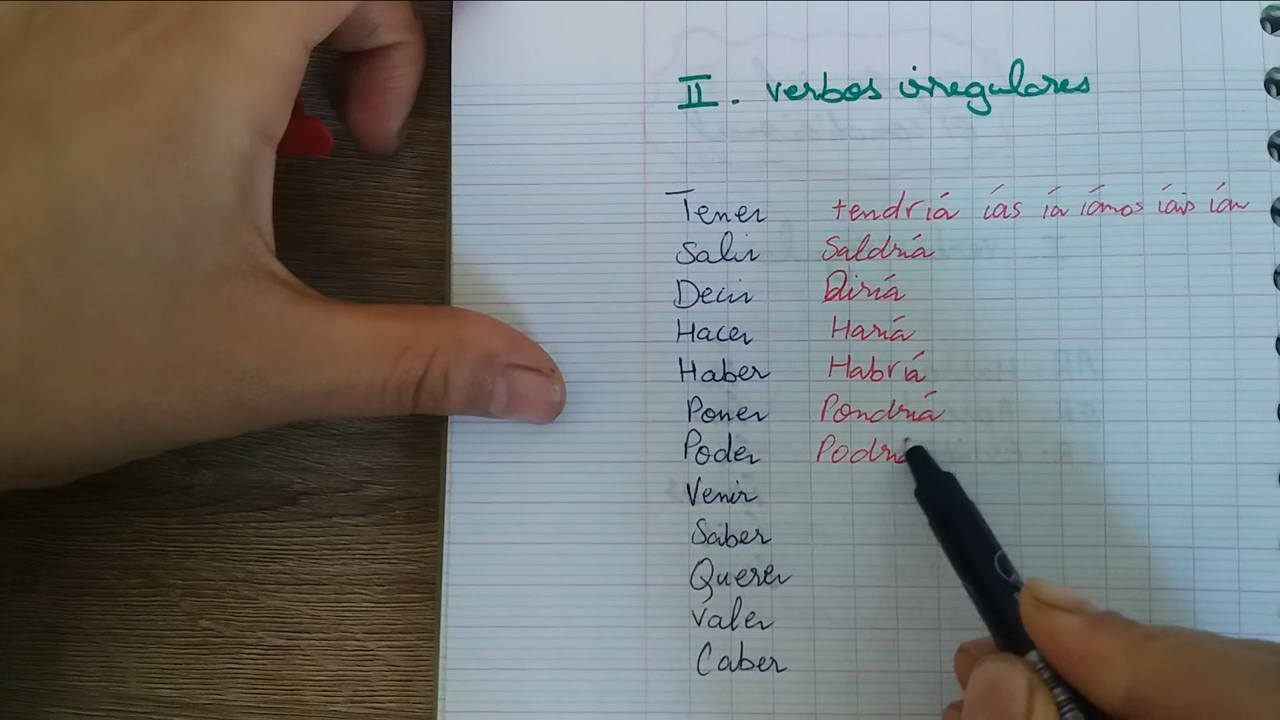 II. verbos irregulares
Tener tendría ías ía íamos íais ían
Salir Saldría
Decir Diría
Hacer Haría
Haber Habría
Poner Pondría
Poder Podría
Venir
Saber
Querer
Valer
Caber